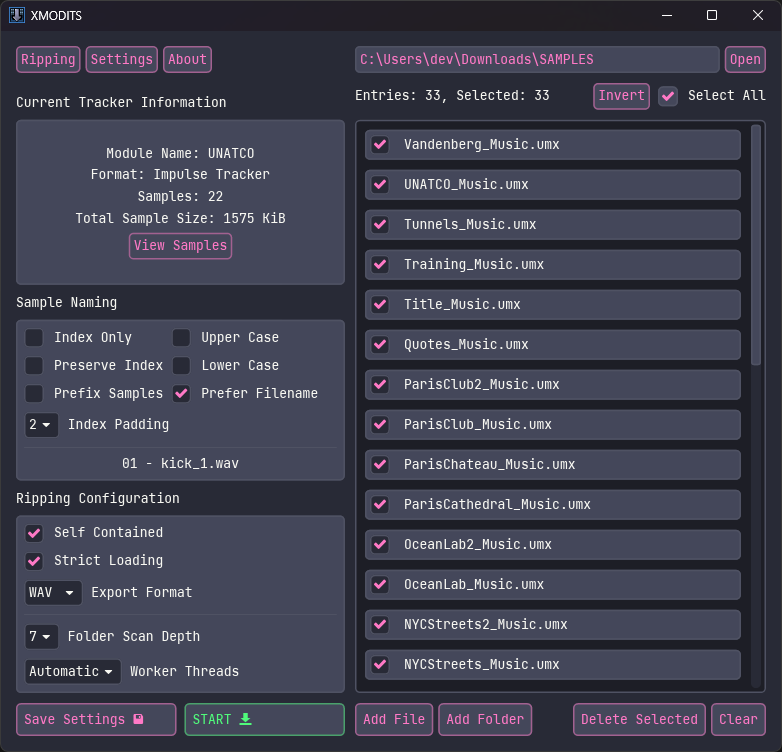 XMODITS
Ripping Settings About
C:\Users\dev\Downloads\SAMPLES Open
Entries: 33, Selected: 33 Invert Select All
Current Tracker Information
Module Name: UNATCO
Format: Impulse Tracker
Samples: 22
Total Sample Size: 1575 KiB
View Samples
Sample Naming
Index Only Upper Case
Preserve Index Lower Case
Prefix Samples Prefer Filename
2 Index Padding
01 - kick_1.wav
Ripping Configuration
Self Contained
Strict Loading
WAV Export Format
7 Folder Scan Depth
Automatic Worker Threads
Save Settings START
Vandenberg_Music.umx
UNATCO_Music.umx
Tunnels_Music.umx
Training_Music.umx
Title_Music.umx
Quotes_Music.umx
ParisClub2_Music.umx
ParisClub_Music.umx
ParisChateau_Music.umx
ParisCathedral_Music.umx
OceanLab2_Music.umx
OceanLab_Music.umx
NYCStreets2_Music.umx
NYCStreets_Music.umx
Add File Add Folder Delete Selected Clear